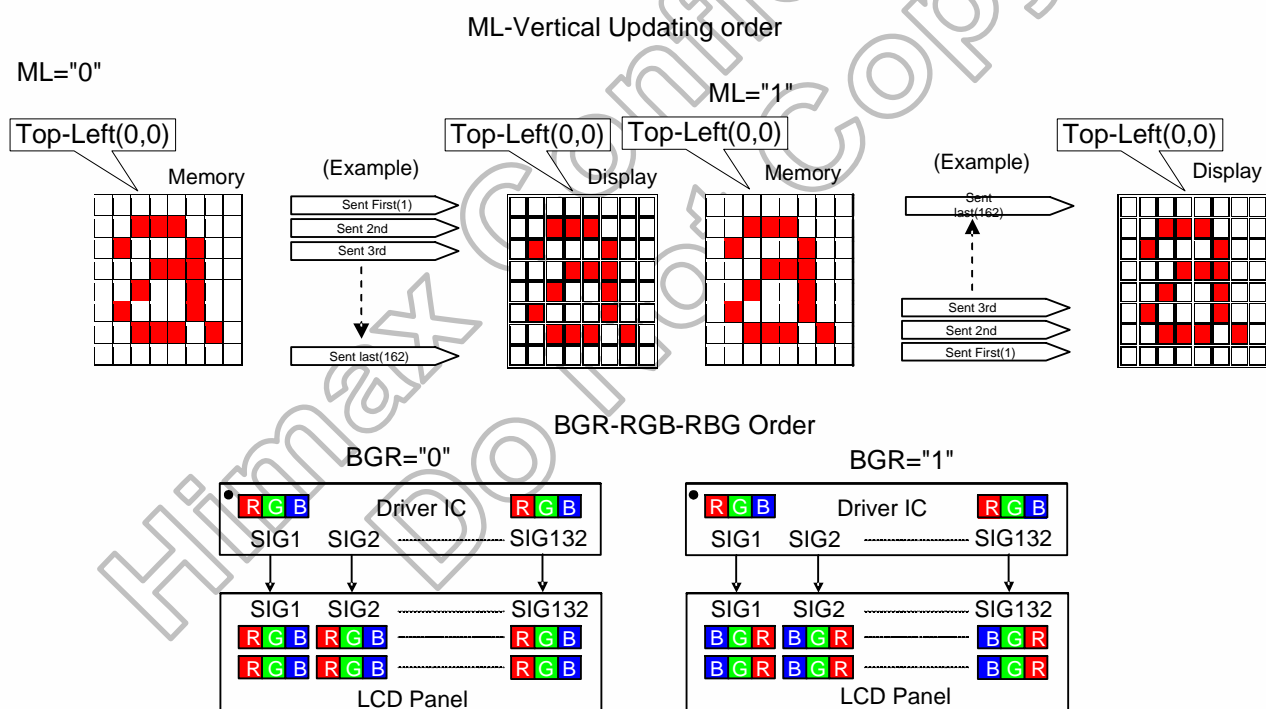 ML-Vertical Updating order
ML="0"
ML="1"
Top-Left(0,0)
Top-Left(0,0)
Top-Left(0,0)
Top-Left(0,0)
Memory
(Example)
Display
Memory
(Example)
Display
Sent First(1)
Sent 2nd
Sent 3rd
Sent last(162)
Sent
last(162)
Sent 3rd
Sent 2nd
Sent First(1)
BGR-RGB-RBG Order
BGR="0"
BGR="1"
R G B Driver IC R G B
SIG1 SIG2 SIG132
SIG1 SIG2 SIG132
R G B R G B R G B
R G B R G B R G B
LCD Panel
R G B Driver IC R G B
SIG1 SIG2 SIG132
SIG1 SIG2 SIG132
B G R B G R B G R
B G R B G R B G R
LCD Panel
Himax Confi
Do Not Copy